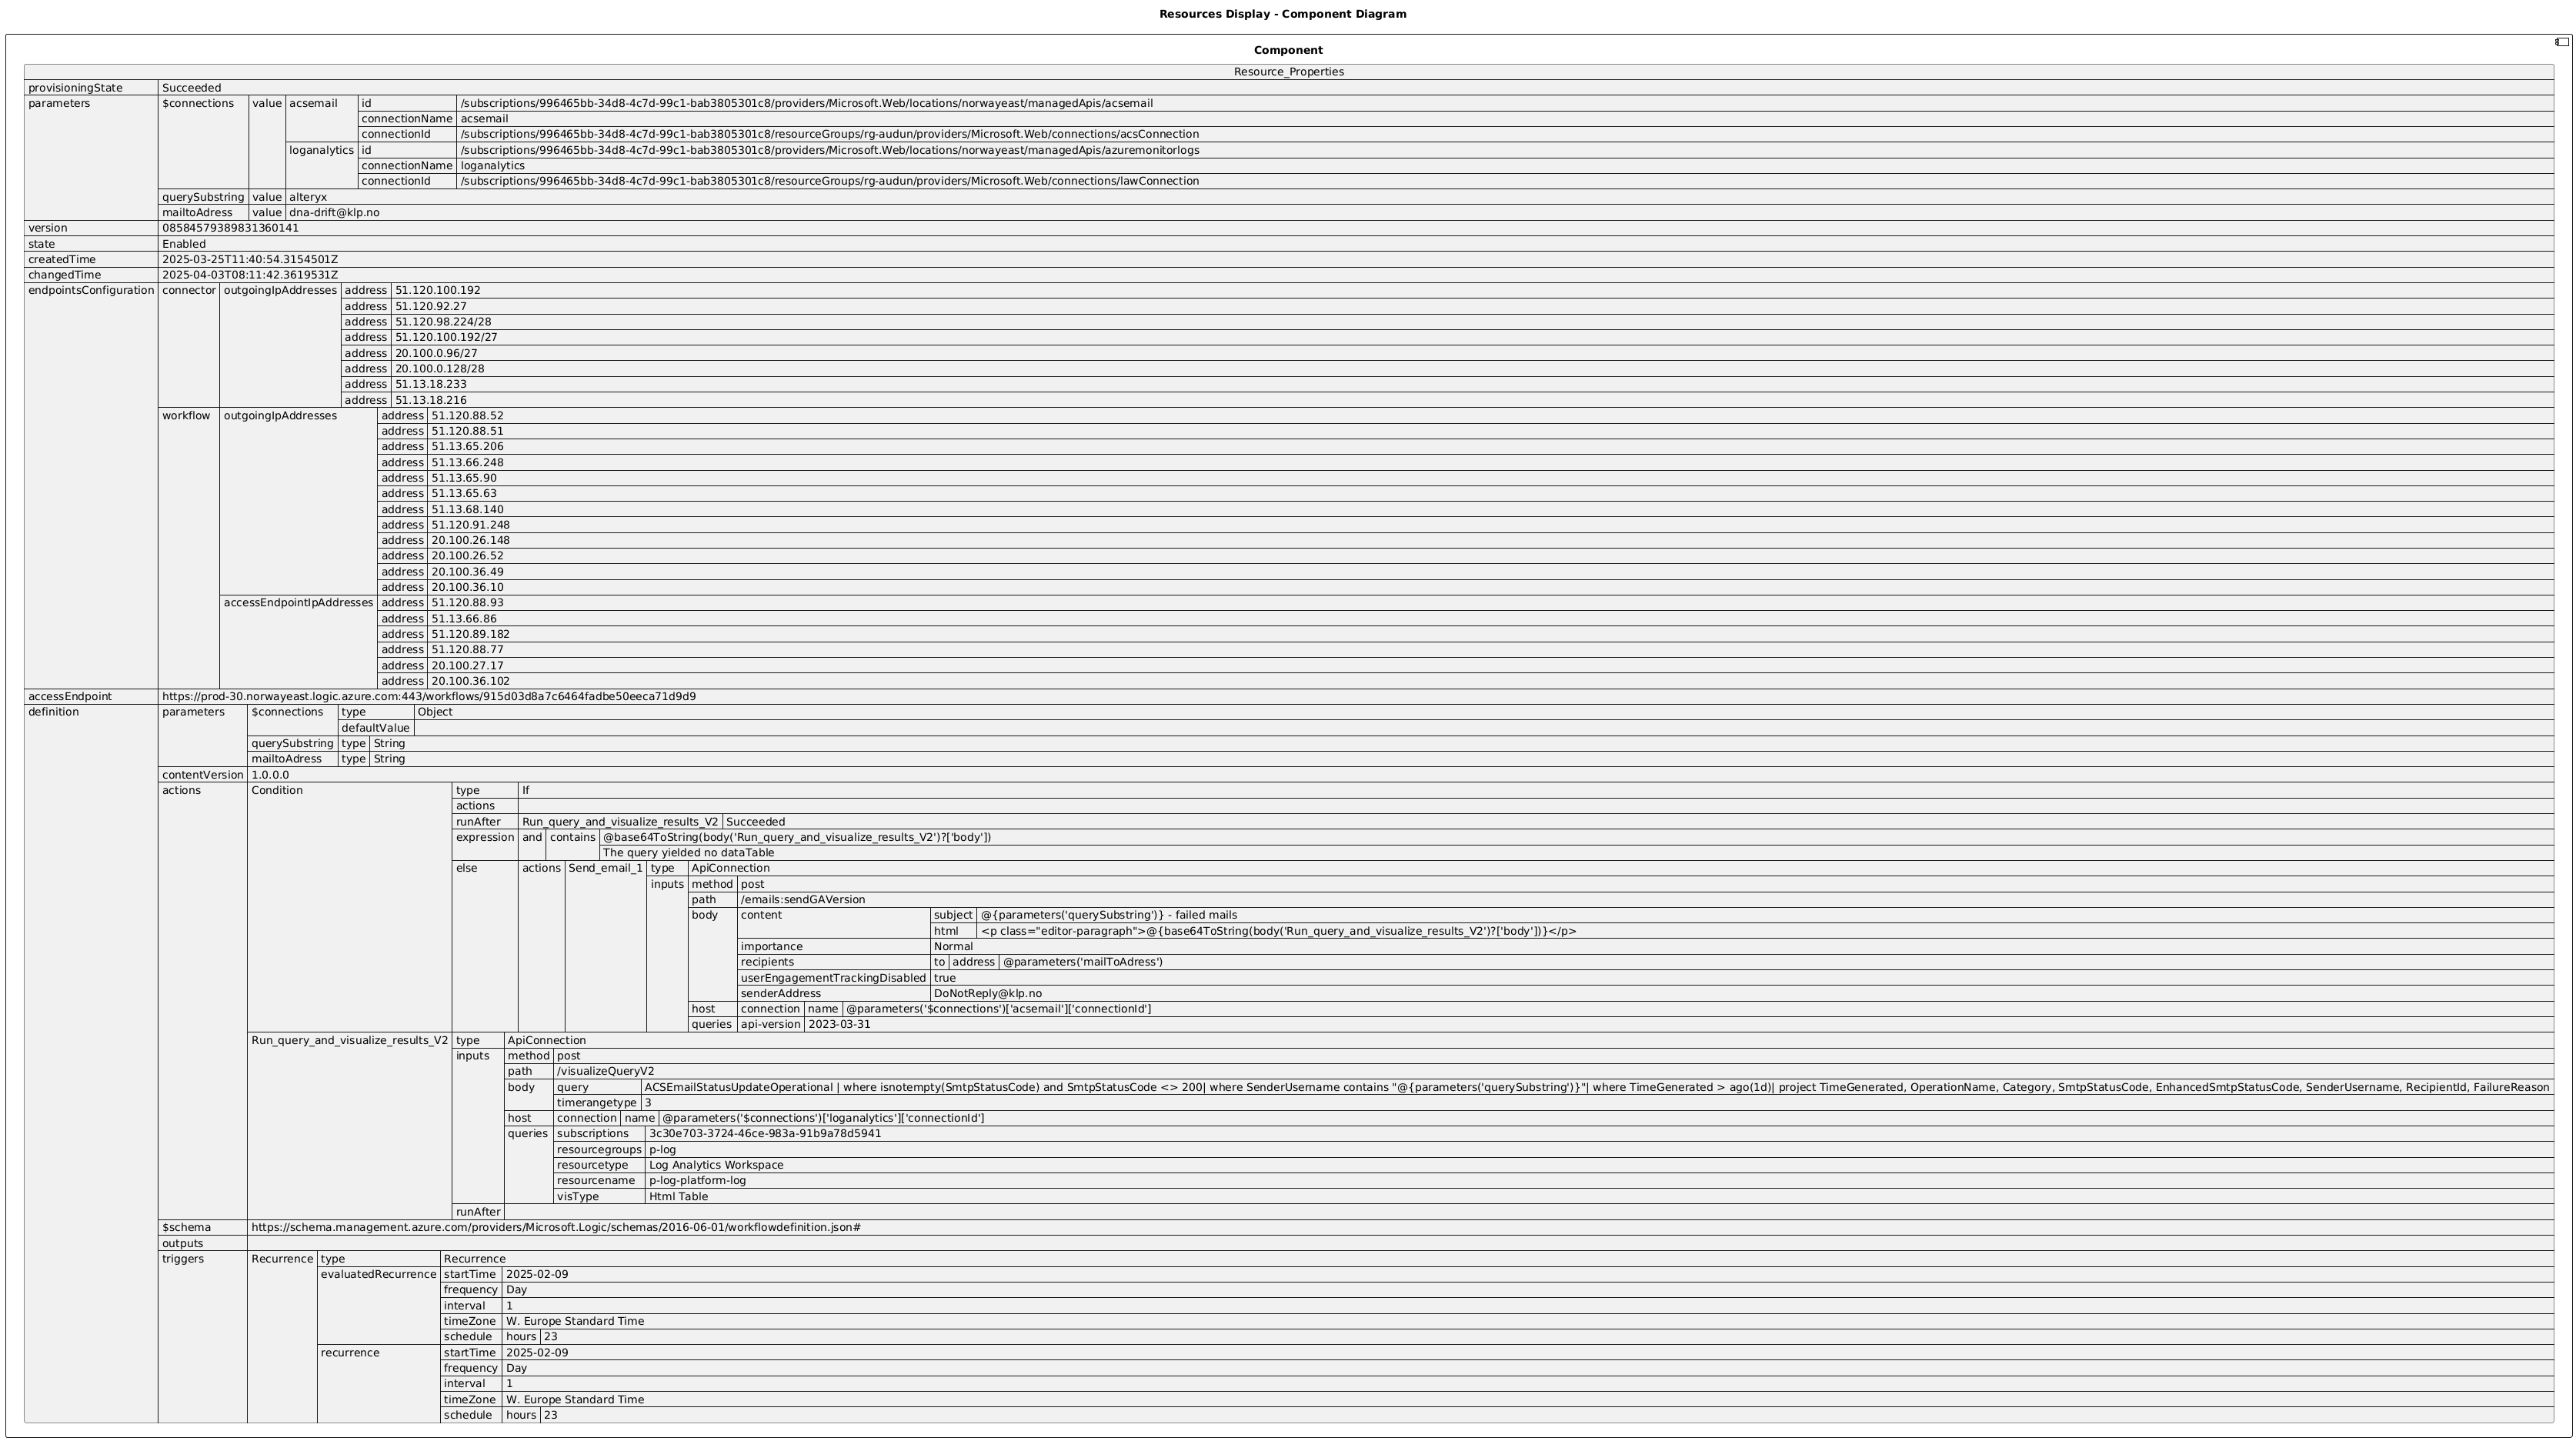 Resources Display - Component Diagram
Component
Resource_Properties
provisioningState Succeeded
parameters $connections value acsemail id /subscriptions/996465bb-34d8-4c7d-99c1-bab3805301c8/providers/Microsoft.Web/locations/norwayeast/managedApis/acsemail
connectionName acsemail
connectionId /subscriptions/996465bb-34d8-4c7d-99c1-bab3805301c8/resourceGroups/rg-audun/providers/Microsoft.Web/connections/acsConnection
loganalytics id /subscriptions/996465bb-34d8-4c7d-99c1-bab3805301c8/providers/Microsoft.Web/locations/norwayeast/managedApis/azuremonitorlogs
connectionName loganalytics
connectionId /subscriptions/996465bb-34d8-4c7d-99c1-bab3805301c8/resourceGroups/rg-audun/providers/Microsoft.Web/connections/lawConnection
querySubstring value alteryx
mailtoAdress value dna-drift@klp.no
version 08584579389831360141
state Enabled
createdTime 2025-03-25T11:40:54.3154501Z
changedTime 2025-04-03T08:11:42.3619531Z
endpointsConfiguration connector outgoingIpAddresses address 51.120.100.192
address 51.120.92.27
address 51.120.98.224/28
address 51.120.100.192/27
address 20.100.0.96/27
address 20.100.0.128/28
address 51.13.18.233
address 51.13.18.216
workflow outgoingIpAddresses address 51.120.88.52
address 51.120.88.51
address 51.13.65.206
address 51.13.66.248
address 51.13.65.90
address 51.13.65.63
address 51.13.68.140
address 51.120.91.248
address 20.100.26.148
address 20.100.26.52
address 20.100.36.49
address 20.100.36.10
accessEndpointIpAddresses address 51.120.88.93
address 51.13.66.86
address 51.120.89.182
address 51.120.88.77
address 20.100.27.17
address 20.100.36.102
accessEndpoint https://prod-30.norwayeast.logic.azure.com:443/workflows/915d03d8a7c6464fadbe50eeca71d9d9
definition parameters $connections type Object
defaultValue
querySubstring type String
mailtoAdress type String
contentVersion 1.0.0.0
actions Condition type If
actions
runAfter Run_query_and_visualize_results_V2 Succeeded
expression and contains @base64ToString(body('Run_query_and_visualize_results_V2')?['body'])
The query yielded no dataTable
else actions Send_email_1 type ApiConnection
inputs method post
path /emails:sendGAVersion
body content subject @{parameters('querySubstring')} - failed mails
html <p class="editor-paragraph">@{base64ToString(body('Run_query_and_visualize_results_V2')?['body'])}</p>
importance Normal
recipients to address @parameters('mailToAdress')
userEngagementTrackingDisabled true
senderAddress DoNotReply@klp.no
host connection name @parameters('$connections')['acsemail']['connectionId']
queries api-version 2023-03-31
Run_query_and_visualize_results_V2 type ApiConnection
inputs method post
path /visualizeQueryV2
body query ACSEmailStatusUpdateOperational | where isnotempty(SmtpStatusCode) and SmtpStatusCode <> 200| where SenderUsername contains "@{parameters('querySubstring')}"| where TimeGenerated > ago(1d)| project TimeGenerated, OperationName, Category, SmtpStatusCode, EnhancedSmtpStatusCode, SenderUsername, RecipientId, FailureReason
timerangetype 3
host connection name @parameters('$connections')['loganalytics']['connectionId']
queries subscriptions 3c30e703-3724-46ce-983a-91b9a78d5941
resourcegroups p-log
resourcetype Log Analytics Workspace
resourcename p-log-platform-log
visType Html Table
runAfter
$schema https://schema.management.azure.com/providers/Microsoft.Logic/schemas/2016-06-01/workflowdefinition.json#
outputs
triggers Recurrence type Recurrence
evaluatedRecurrence startTime 2025-02-09
frequency Day
interval 1
timeZone W. Europe Standard Time
schedule hours 23
recurrence startTime 2025-02-09
frequency Day
interval 1
timeZone W. Europe Standard Time
schedule hours 23